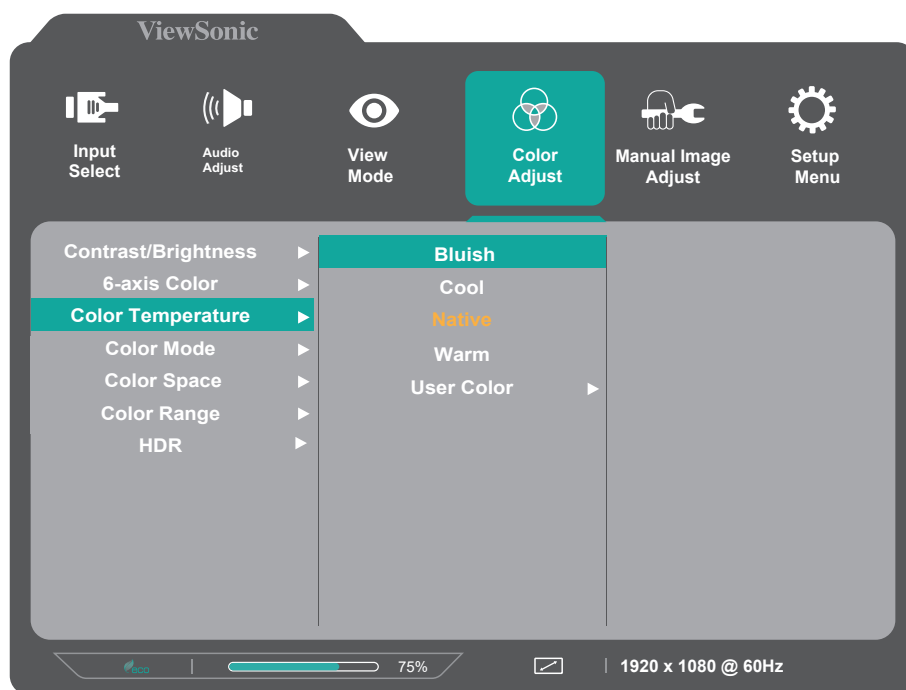 ViewSonic
Input
Select
Audio
Adjust
View
Mode
Color
Adjust
Manual Image
Adjust
Setup
Menu
Contrast/Brightness
6-axis Color
Color Temperature
Color Mode
Color Space
Color Range
HDR
Bluish
Cool
Native
Warm
User Color
eco
75%
1920 x 1080 @ 60Hz